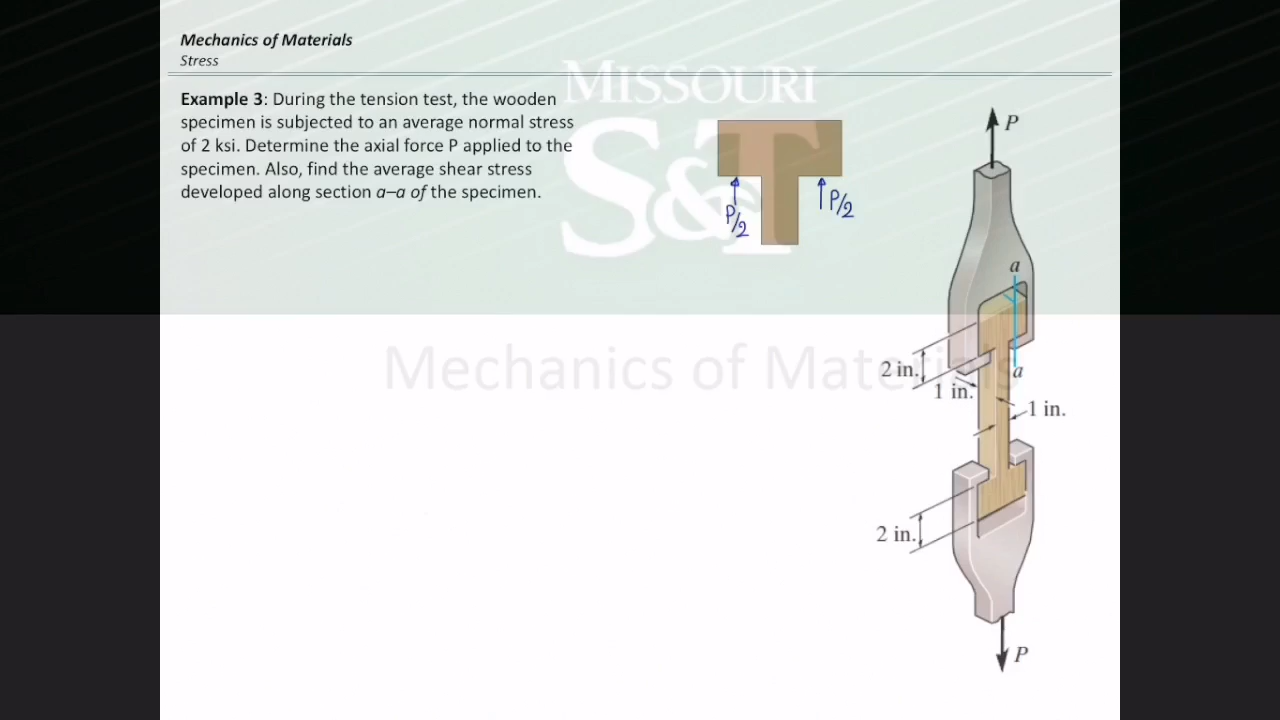 Mechanics of Materials
Stress
MISSOURI
S&T
Example 3: During the tension test, the wooden
specimen is subjected to an average normal stress
of 2 ksi. Determine the axial force P applied to the
specimen. Also, find the average shear stress
developed along section a–a of the specimen.
P/2
P/2
P
a
2 in.
a
1 in.
1 in.
2 in.
P
Mechanics of Materials